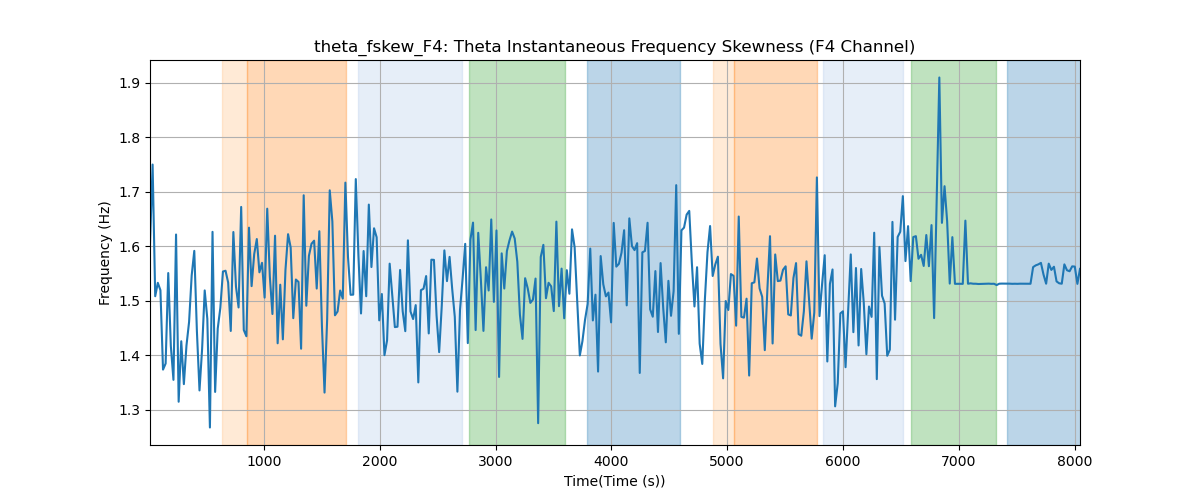 theta_fskew_F4: Theta Instantaneous Frequency Skewness (F4 Channel)
Frequency (Hz)
1.9
1.8
1.7
1.6
1.5
1.4
1.3
1000 2000 3000 4000 5000 6000 7000 8000
Time(Time (s))